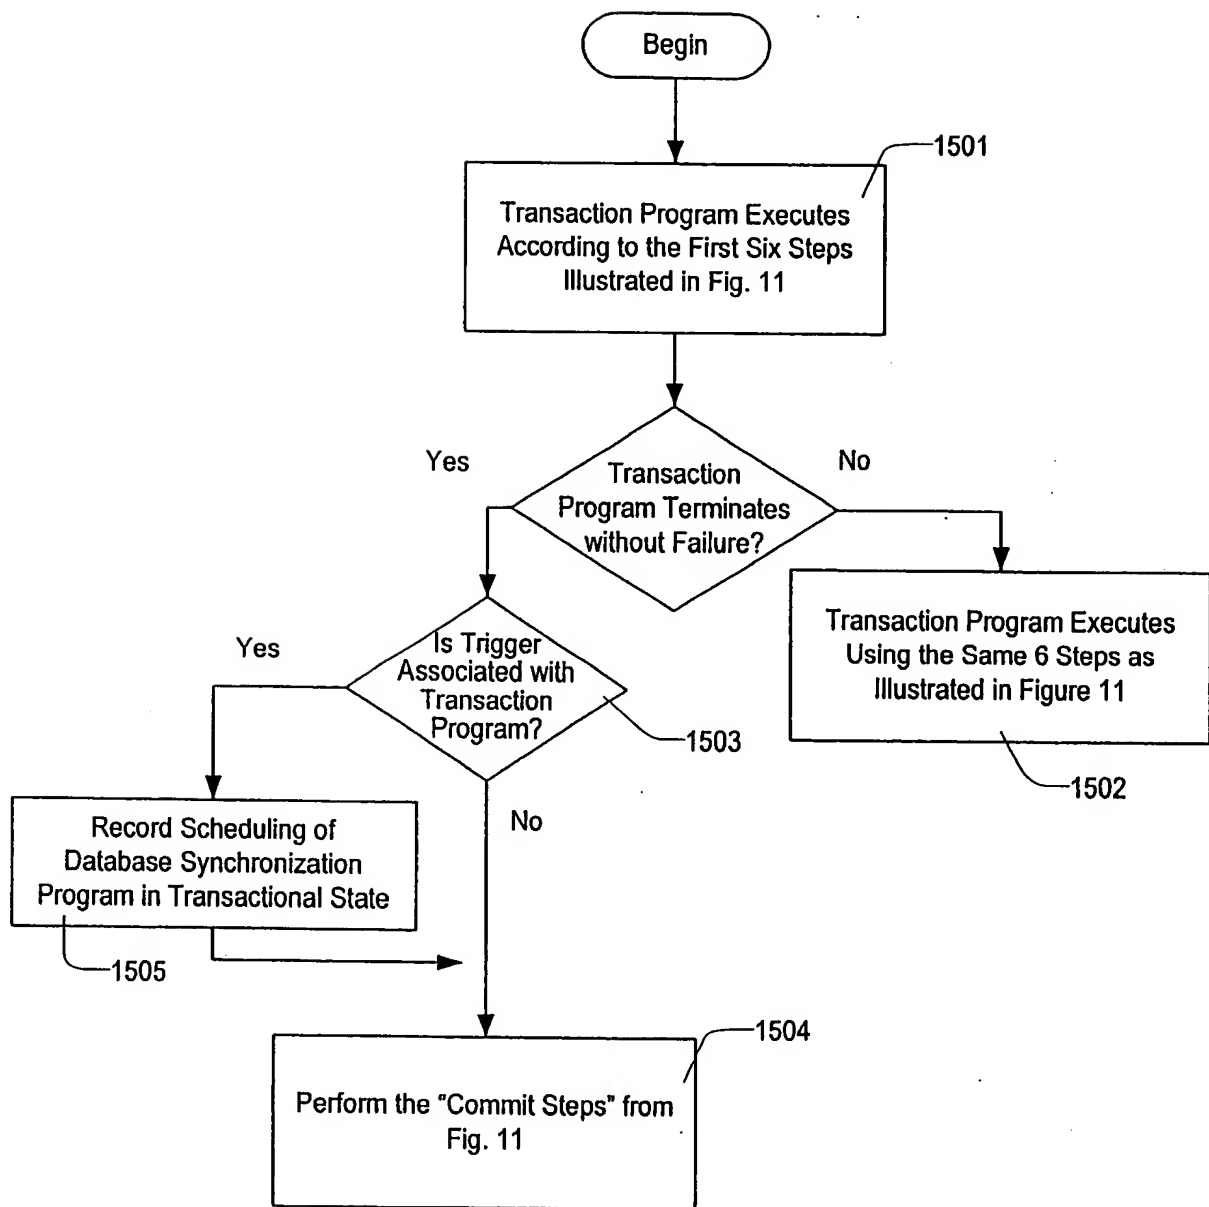 Begin
1501
Transaction Program Executes
According to the First Six Steps
Illustrated in Fig. 11
Yes
No
Transaction
Program Terminates
without Failure?
Transaction Program Executes
Using the Same 6 Steps as
Illustrated in Figure 11
1502
Yes
Is Trigger
Associated with
Transaction
Program?
1503
No
Record Scheduling of
Database Synchronization
Program in Transactional State
1505
1504
Perform the "Commit Steps" from
Fig. 11